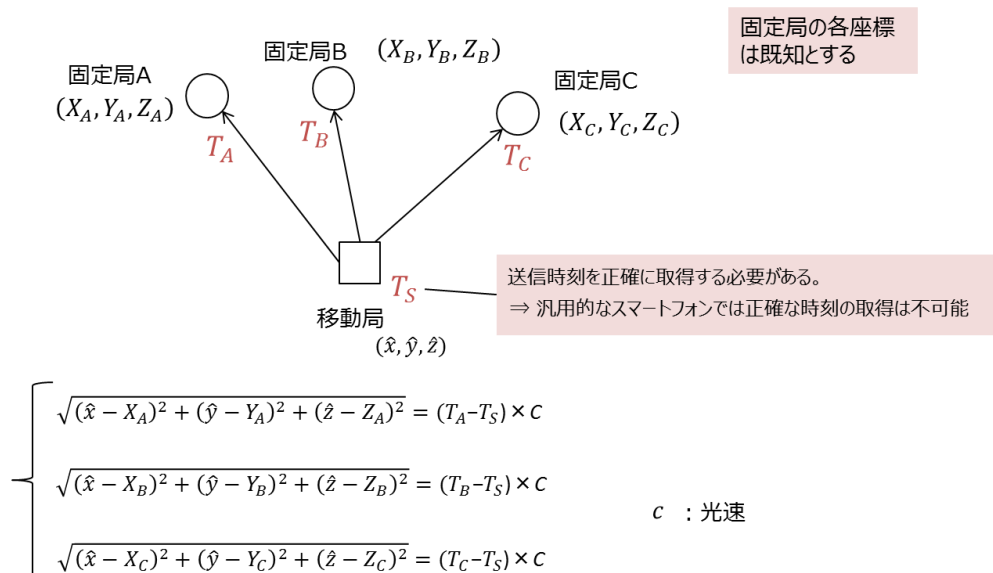 固定局の各座標
は既知とする
固定局A
(X_A, Y_A, Z_A)
T_A
固定局B
(X_B, Y_B, Z_B)
T_B
固定局C
(X_C, Y_C, Z_C)
T_C
T_S
移動局
(x̂, ŷ, ẑ)
送信時刻を正確に取得する必要がある。
⇒ 汎用的なスマートフォンでは正確な時刻の取得は不可能
√((x̂ − X_A)² + (ŷ − Y_A)² + (ẑ − Z_A)²) = (T_A–T_S) × C
√((x̂ − X_B)² + (ŷ − Y_B)² + (ẑ − Z_B)²) = (T_B–T_S) × C
√((x̂ − X_C)² + (ŷ − Y_C)² + (ẑ − Z_C)²) = (T_C–T_S) × C
c ：光速